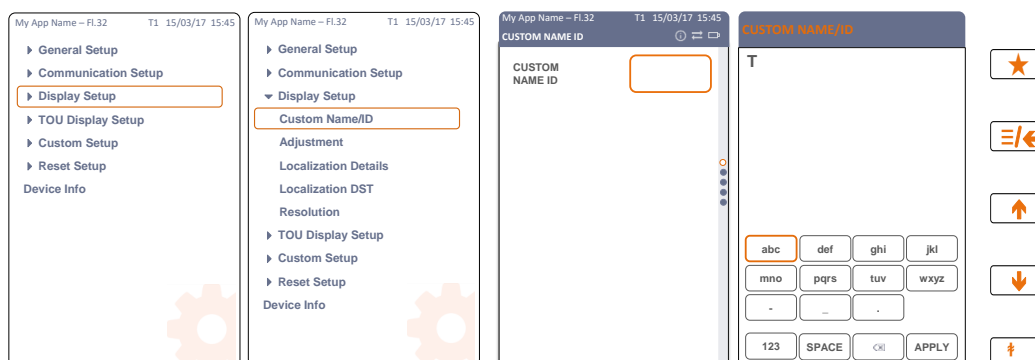 My App Name – Fl.32 T1 15/03/17 15:45
General Setup
Communication Setup
Display Setup
TOU Display Setup
Custom Setup
Reset Setup
Device Info
My App Name – Fl.32 T1 15/03/17 15:45
General Setup
Communication Setup
Display Setup
Custom Name/ID
Adjustment
Localization Details
Localization DST
Resolution
TOU Display Setup
Custom Setup
Reset Setup
Device Info
My App Name – Fl.32 T1 15/03/17 15:45
CUSTOM NAME ID
CUSTOM
NAME ID
CUSTOM NAME/ID
T
abc def ghi jkl
mno pqrs tuv wxyz
- _ .
123 SPACE APPLY